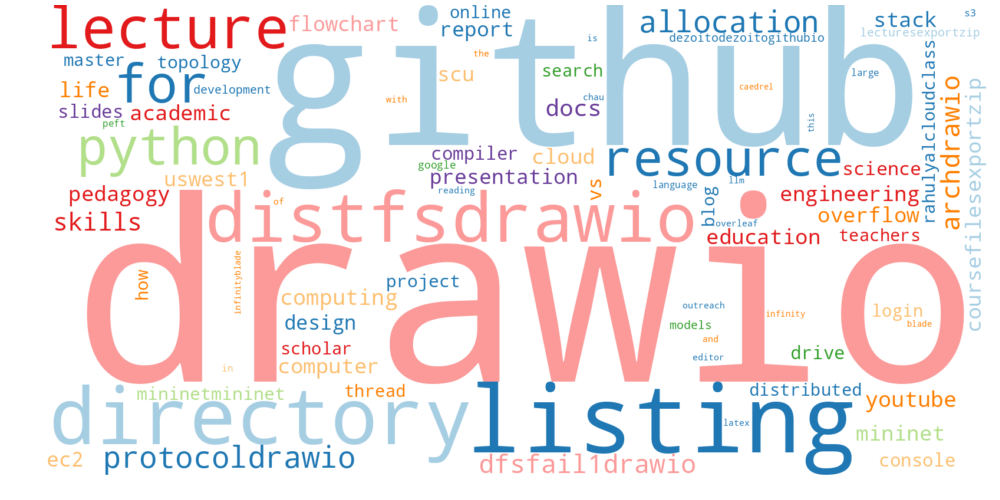 lecture
github
flowchart
online
report
allocation
stack
s3
dezoitodezoitogithubio
lecturesexportzip
is
the
master
topology
for
development
life
scu
search
large
slides
academic
with
docs
chau
caedrel
peft
this
python
uswest1
compiler
google
presentation
reading
cloud
resource
vs
language
llm
science
rahulyalcloudclass
archdrawio
coursefilesexportzip
pedagogy
skills
of
distfsdrawio
blog
overleaf
engineering
overflow
education
teachers
drawio
how
infinityblade
project
computing
design
scholar
computer
in
outreach
models
infinity
and
editor
login
blade
drive
mininetmininet
thread
distributed
youtube
directory
listing
latex
mininet
ec2
protocoldrawio
dfsfail1drawio
console